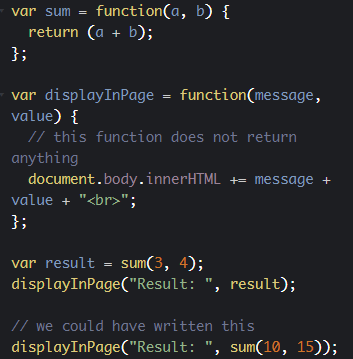 var sum = function(a, b) {
  return (a + b);
};

var displayInPage = function(message,
value) {
  // this function does not return
anything
  document.body.innerHTML += message +
value + "<br>";
};

var result = sum(3, 4);
displayInPage("Result: ", result);

// we could have written this
displayInPage("Result: ", sum(10, 15));